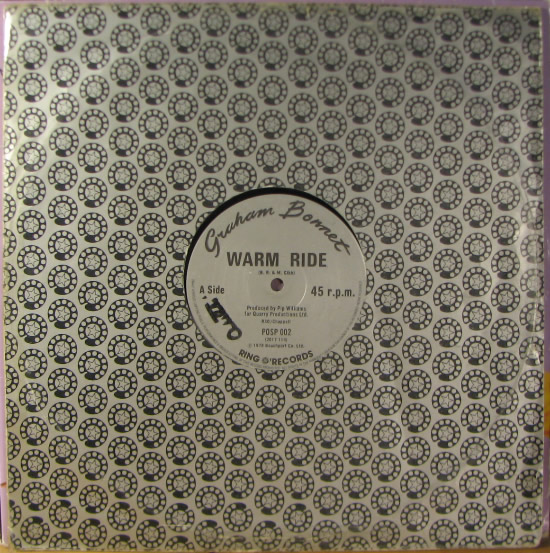 Graham Bonnet
WARM RIDE
A Side
45 r.p.m.
Produced by Pip Williams
for Quarry Productions Ltd
POSP 002
RING O'RECORDS